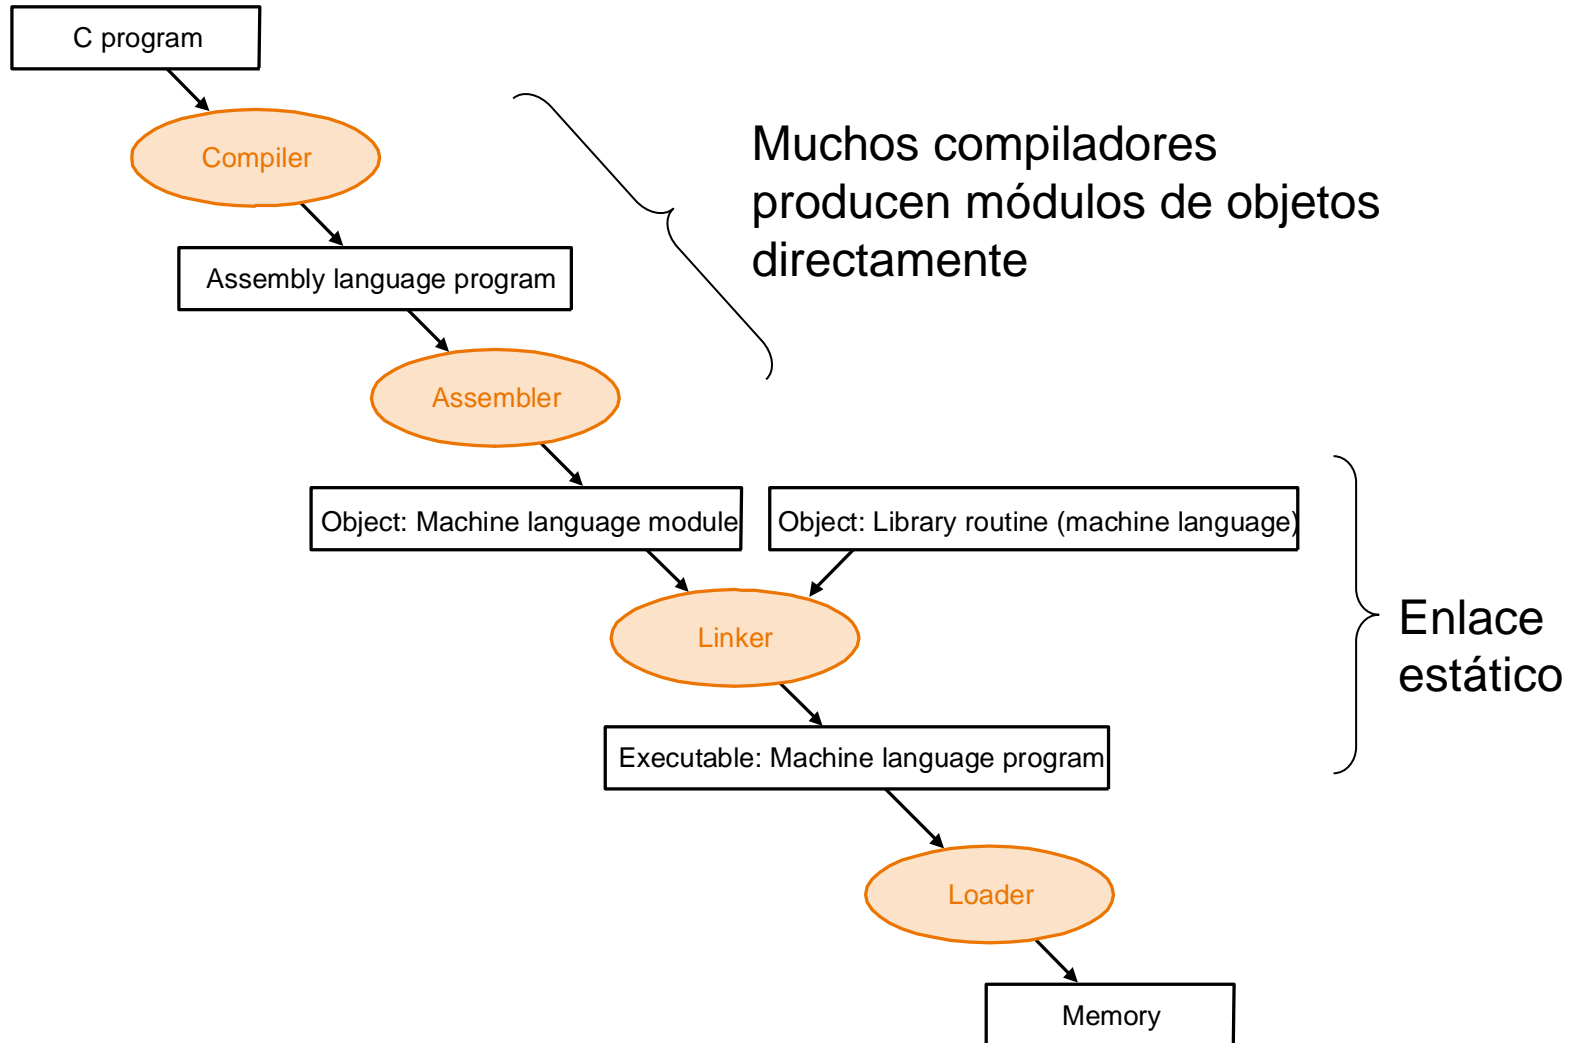 C program
Compiler
Muchos compiladores
producen módulos de objetos
directamente
Assembly language program
Assembler
Object: Machine language module
Object: Library routine (machine language)
Linker
Enlace
estático
Executable: Machine language program
Loader
Memory